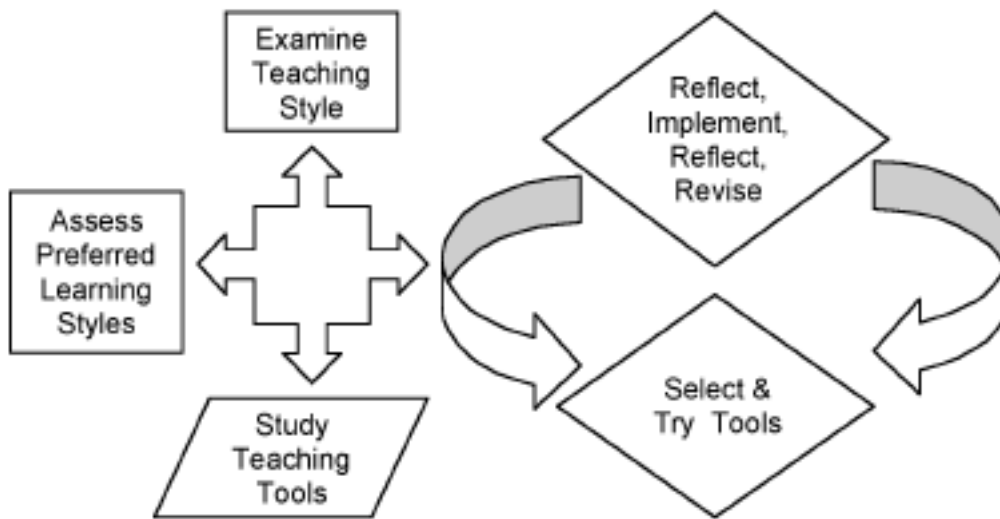 Examine
Teaching
Style
Assess
Preferred
Learning
Styles
Study
Teaching
Tools
Reflect,
Implement,
Reflect,
Revise
Select &
Try Tools